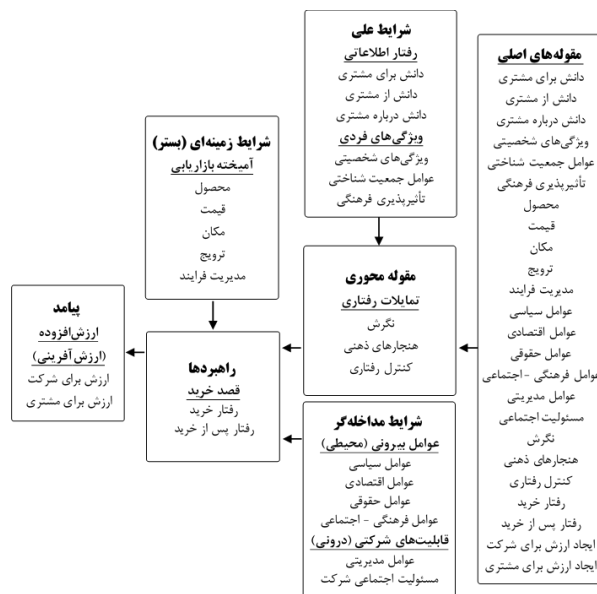 مقوله‌های اصلی
دانش برای مشتری
دانش از مشتری
دانش درباره مشتری
ویژگی‌های شخصیتی
عوامل جمعیت شناختی
تأثیرپذیری فرهنگی
محصول
قیمت
مکان
ترویج
مدیریت فرایند
عوامل سیاسی
عوامل اقتصادی
عوامل حقوقی
عوامل فرهنگی - اجتماعی
عوامل مدیریتی
مسئولیت اجتماعی
نگرش
هنجارهای ذهنی
کنترل رفتاری
رفتار خرید
رفتار پس از خرید
ایجاد ارزش برای شرکت
ایجاد ارزش برای مشتری
شرایط علی
رفتار اطلاعاتی
دانش برای مشتری
دانش از مشتری
دانش درباره مشتری
ویژگی‌های فردی
ویژگی‌های شخصیتی
عوامل جمعیت شناختی
تأثیرپذیری فرهنگی
مقوله محوری
تمایلات رفتاری
نگرش
هنجارهای ذهنی
کنترل رفتاری
شرایط مداخله‌گر
عوامل بیرونی (محیطی)
عوامل سیاسی
عوامل اقتصادی
عوامل حقوقی
عوامل فرهنگی - اجتماعی
قابلیت‌های شرکتی (درونی)
عوامل مدیریتی
مسئولیت اجتماعی شرکت
شرایط زمینه‌ای (بستر)
آمیخته بازاریابی
محصول
قیمت
مکان
ترویج
مدیریت فرایند
راهبردها
قصد خرید
رفتار خرید
رفتار پس از خرید
پیامد
ارزش‌افزوده
(ارزش آفرینی)
ارزش برای شرکت
ارزش برای مشتری